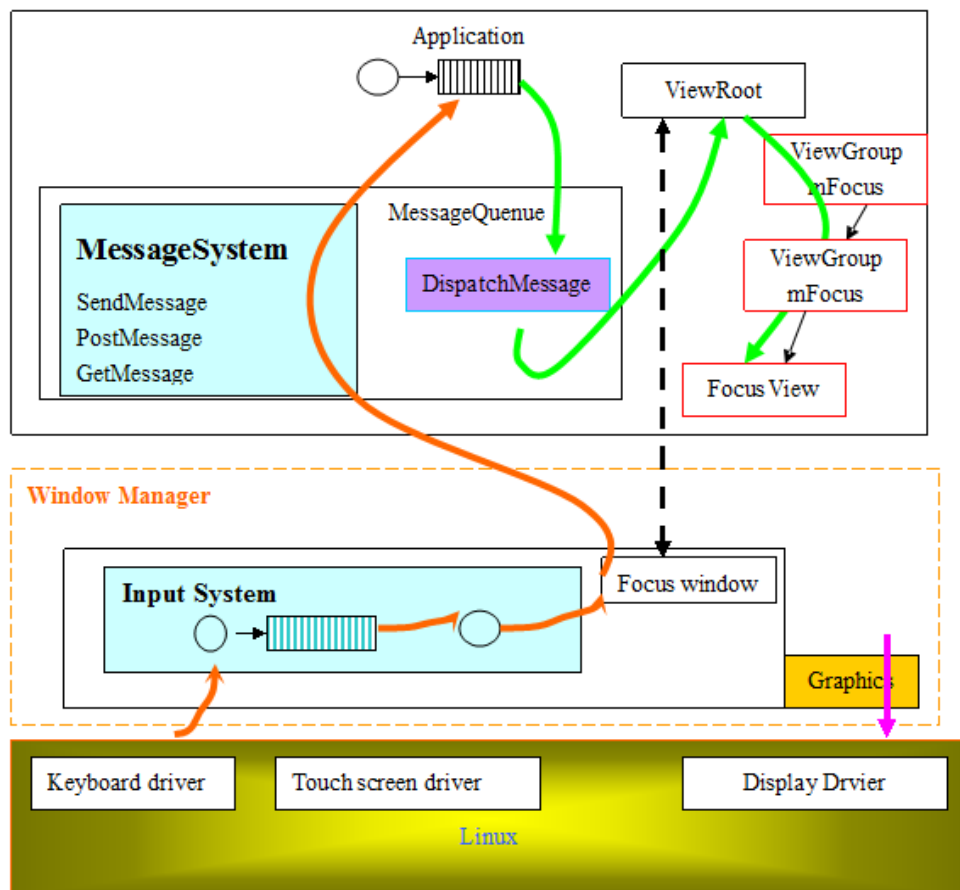 Application
ViewRoot
ViewGroup
mFocus
MessageQuenue
MessageSystem
DispatchMessage
ViewGroup
mFocus
SendMessage
PostMessage
GetMessage
Focus View
Window Manager
Input System
Focus window
Graphics
Keyboard driver
Touch screen driver
Display Drvier
Linux